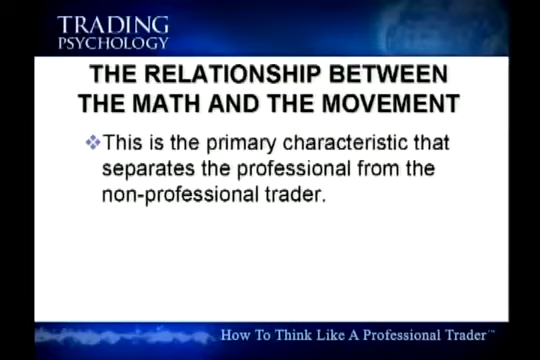 TRADING
PSYCHOLOGY
THE RELATIONSHIP BETWEEN
THE MATH AND THE MOVEMENT
❖This is the primary characteristic that
separates the professional from the
non-professional trader.
How To Think Like A Professional Trader™